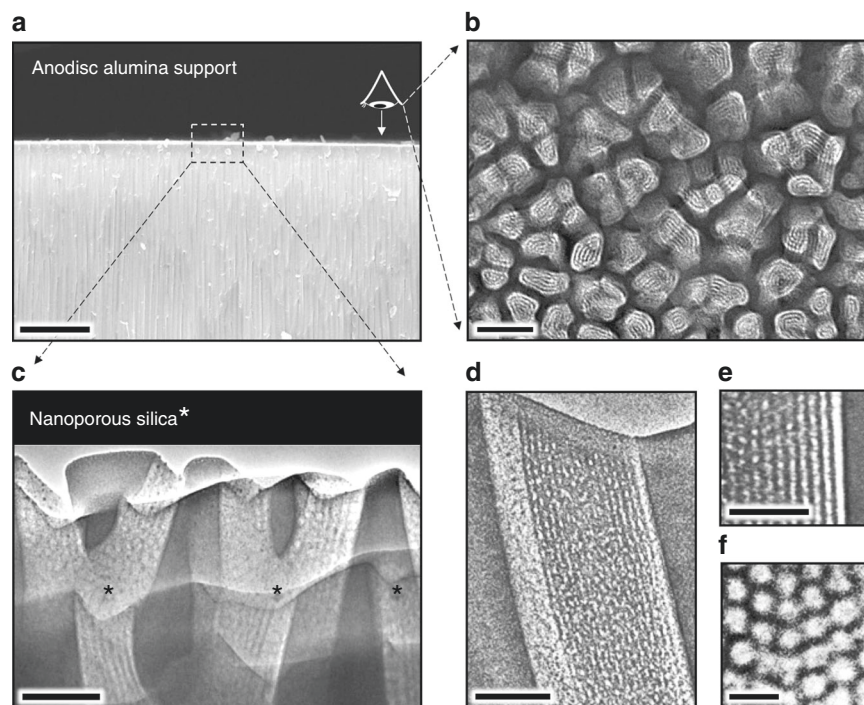 a
Anodisc alumina support
b
c
Nanoporous silica*
*
*
*
d
e
f